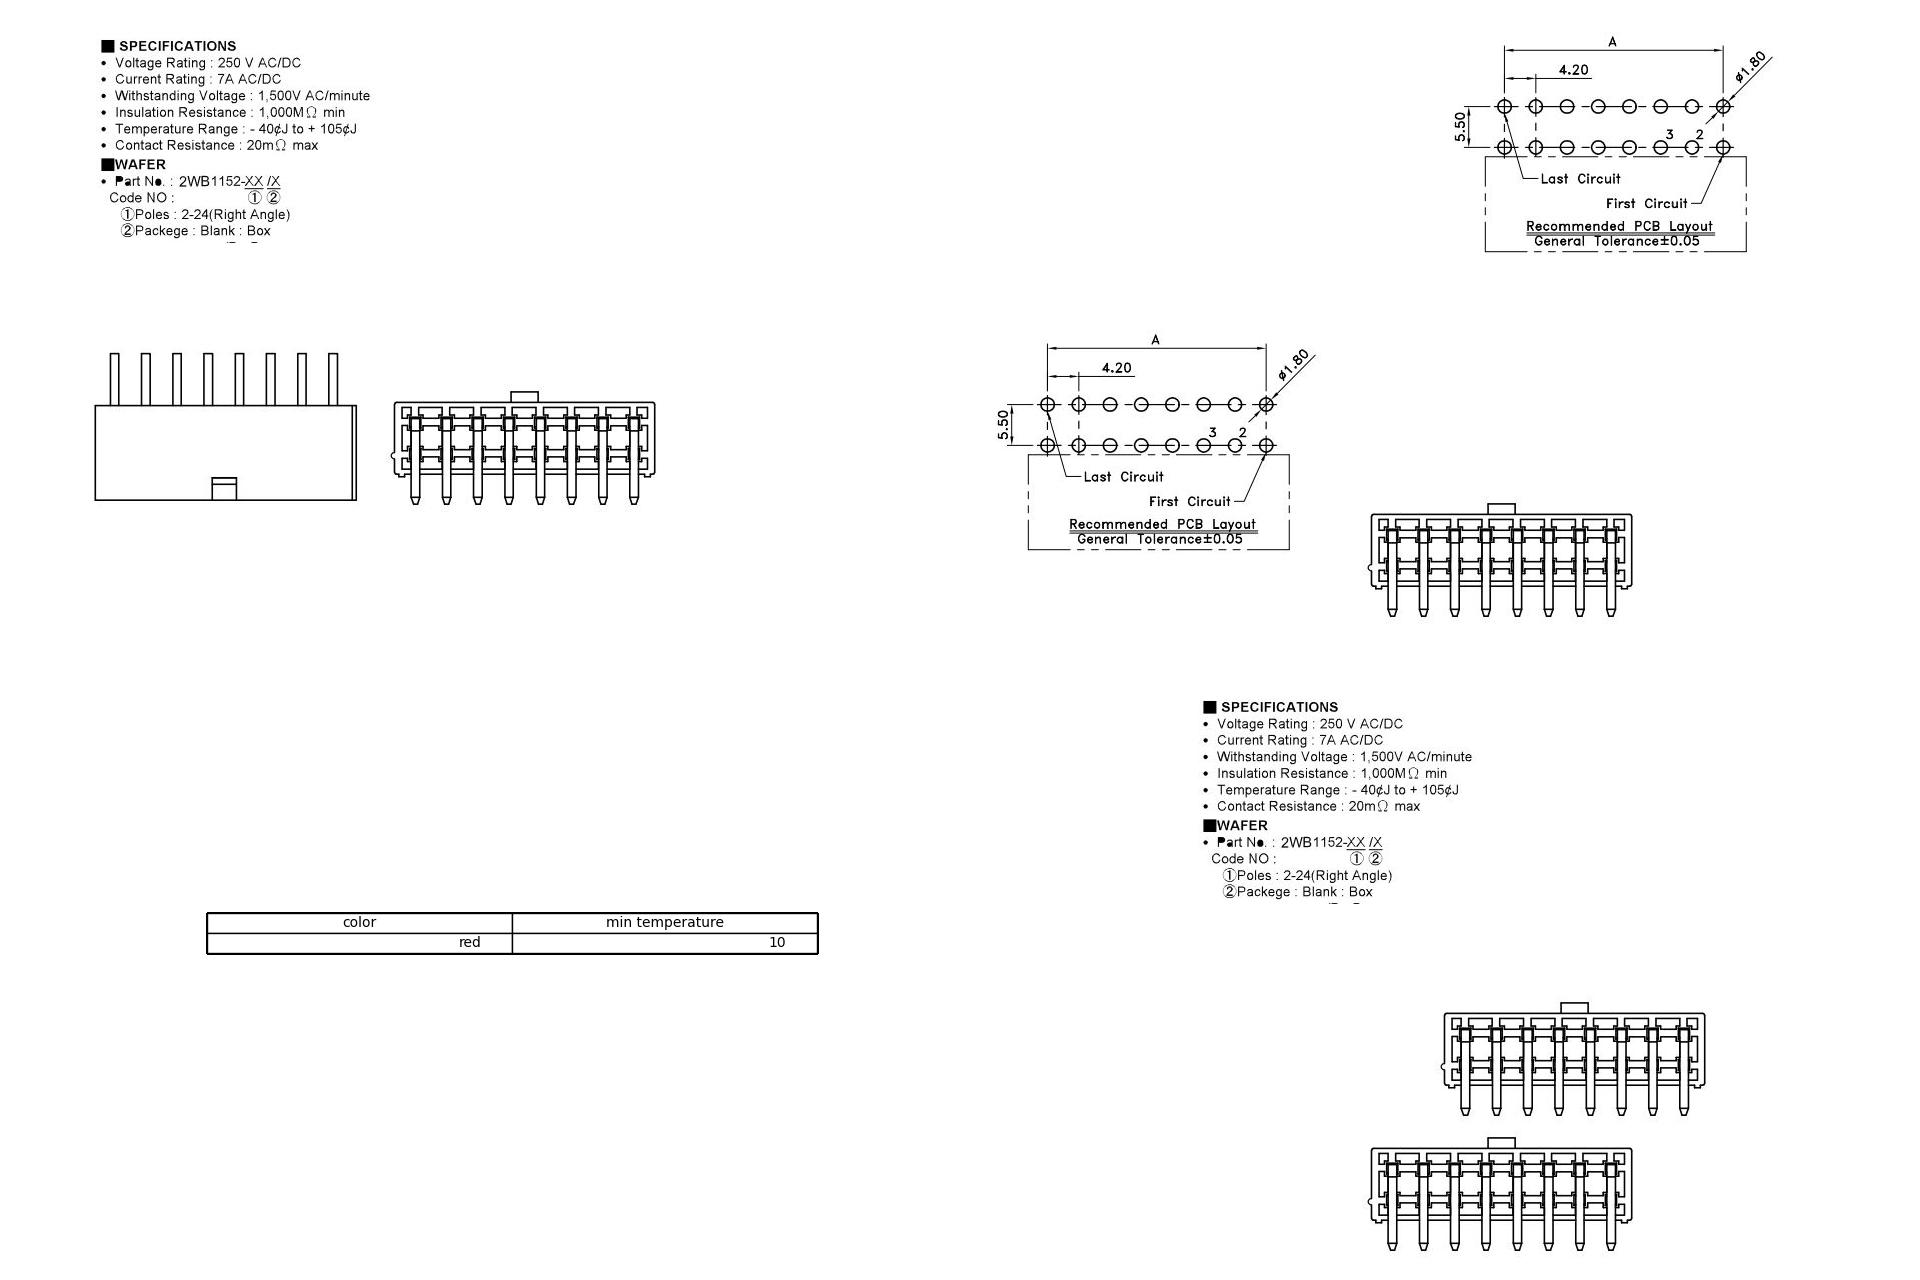 ■ SPECIFICATIONS
• Voltage Rating : 250 V AC/DC
• Current Rating : 7A AC/DC
• Withstanding Voltage : 1,500V AC/minute
• Insulation Resistance : 1,000MΩ min
• Temperature Range : - 40¢J to + 105¢J
• Contact Resistance : 20mΩ max
■WAFER
• Part No. : 2WB1152-XX /X
Code NO : ① ②
①Poles : 2-24(Right Angle)
②Packege : Blank : Box
A
4.20
ø1.80
5.50
3 2
Last Circuit
First Circuit
Recommended PCB Layout
General Tolerance±0.05
A
4.20
ø1.80
5.50
3 2
Last Circuit
First Circuit
Recommended PCB Layout
General Tolerance±0.05
■ SPECIFICATIONS
• Voltage Rating : 250 V AC/DC
• Current Rating : 7A AC/DC
• Withstanding Voltage : 1,500V AC/minute
• Insulation Resistance : 1,000MΩ min
• Temperature Range : - 40¢J to + 105¢J
• Contact Resistance : 20mΩ max
■WAFER
• Part No. : 2WB1152-XX /X
Code NO : ① ②
①Poles : 2-24(Right Angle)
②Packege : Blank : Box
color min temperature
red 10